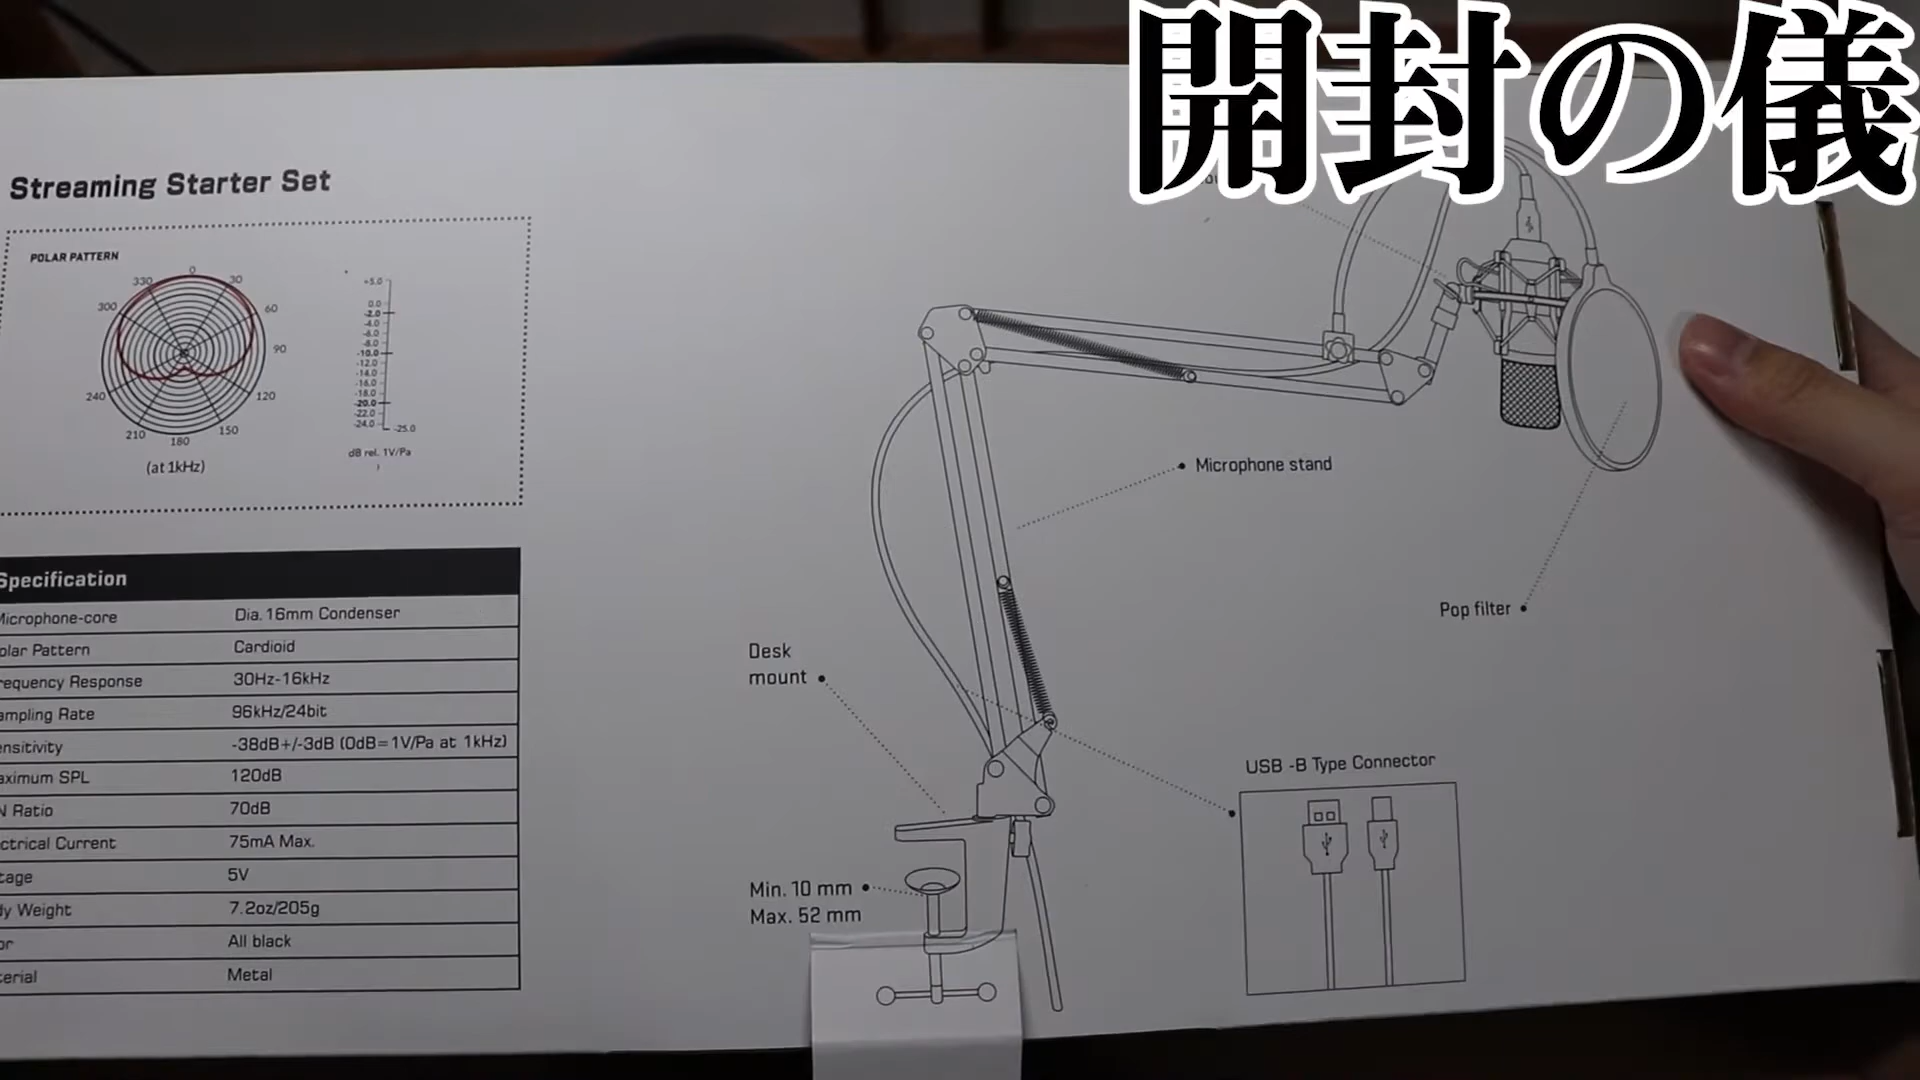 開封の儀
Streaming Starter Set
POLAR PATTERN
0
330 30
300 60
90
240 120
210 150
180
(at 1kHz)
+5.0
0.0
-2.0
-4.0
-6.0
-8.0
-10.0
-12.0
-14.0
-16.0
-18.0
-20.0
-22.0
-24.0
-25.0
dB rel. 1V/Pa
Specification
Microphone-core Dia. 16mm Condenser
olar Pattern Cardioid
requency Response 30Hz-16kHz
ampling Rate 96kHz/24bit
ensitivity -38dB+/-3dB (0dB=1V/Pa at 1kHz)
aximum SPL 120dB
N Ratio 70dB
ctrical Current 75mA Max.
tage 5V
dy Weight 7.2oz/205g
or All black
terial Metal
Microphone stand
Pop filter
Desk
mount
USB -B Type Connector
Min. 10 mm
Max. 52 mm